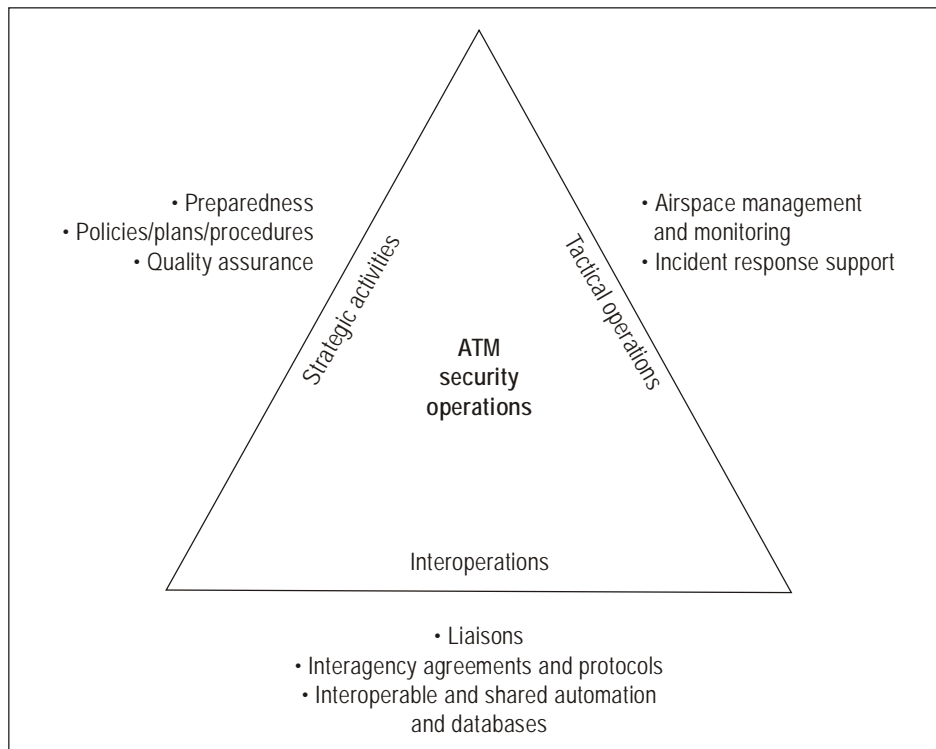 • Preparedness
• Policies/plans/procedures
• Quality assurance
Strategic activities
• Airspace management
and monitoring
• Incident response support
Tactical operations
ATM
security
operations
Interoperations
• Liaisons
• Interagency agreements and protocols
• Interoperable and shared automation
and databases